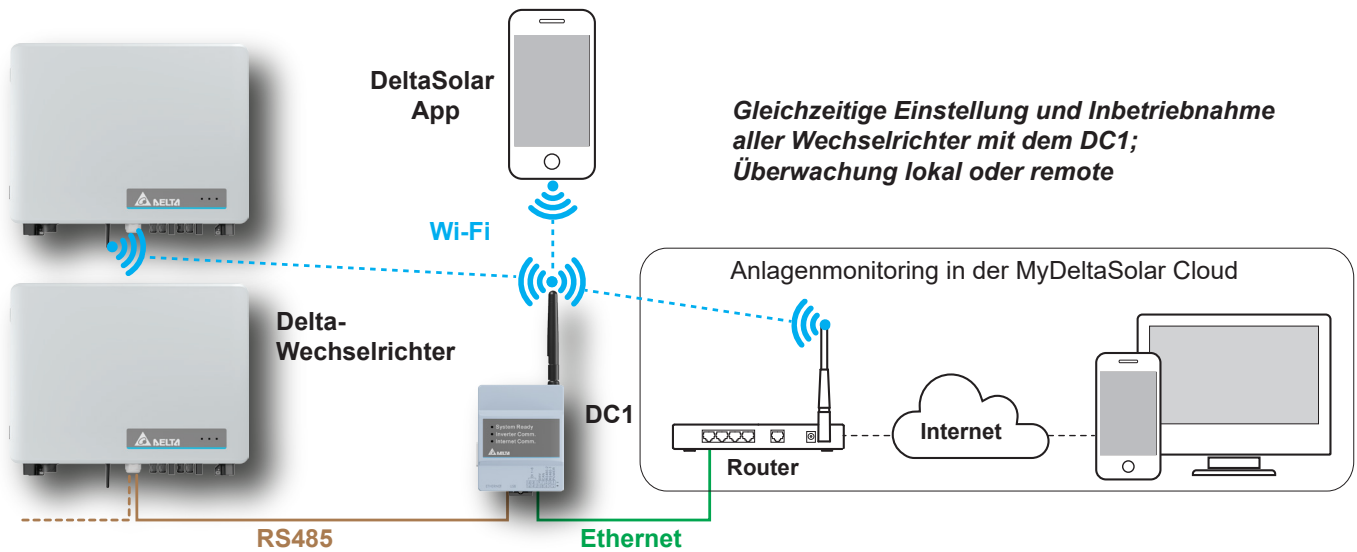 DeltaSolar
App
Gleichzeitige Einstellung und Inbetriebnahme
aller Wechselrichter mit dem DC1;
Überwachung lokal oder remote
DELTA
Wi-Fi
Anlagenmonitoring in der MyDeltaSolar Cloud
Delta-
Wechselrichter
DC1
System Ready
Inverter Comm.
Internet Comm.
DELTA
Internet
Router
DELTA
RS485
Ethernet